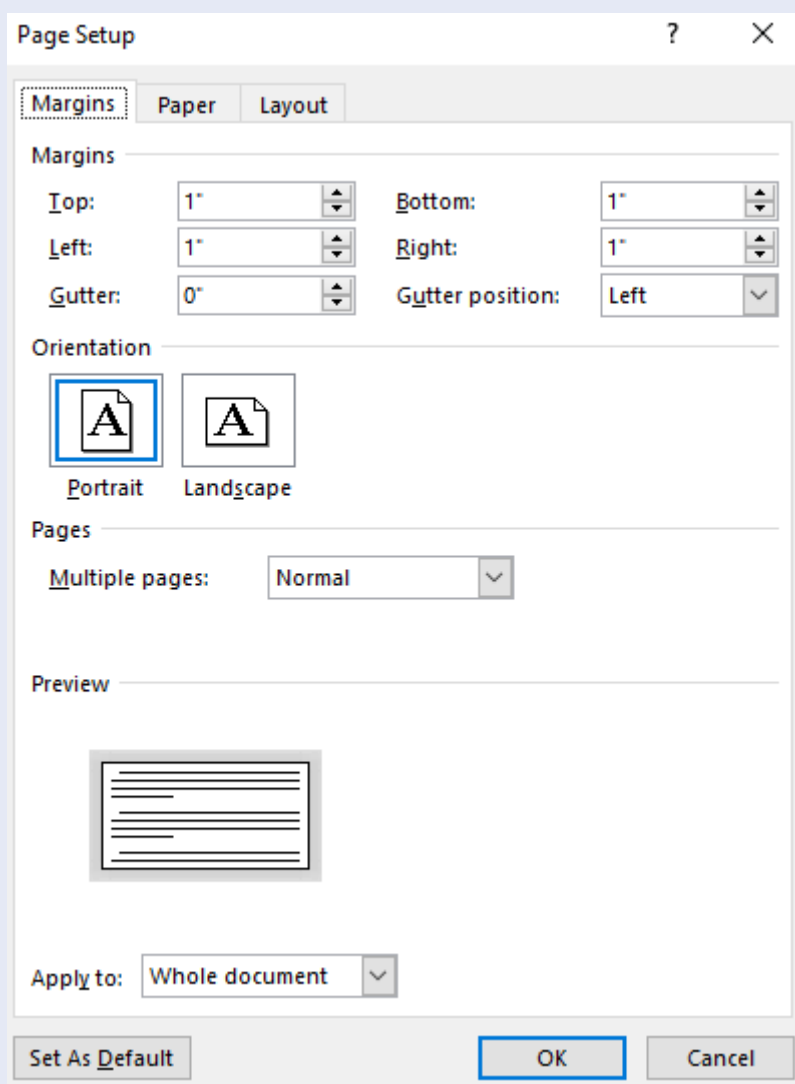 Page Setup ? ×
Margins Paper Layout
Margins
Top: 1" Bottom: 1"
Left: 1" Right: 1"
Gutter: 0" Gutter position: Left
Orientation
A A
Portrait Landscape
Pages
Multiple pages: Normal
Preview
Apply to: Whole document
Set As Default OK Cancel